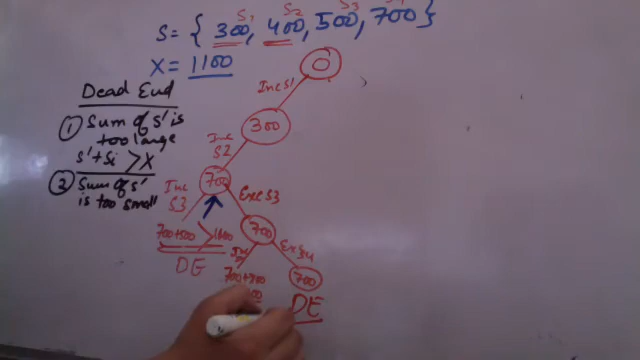 S1 S2 S3
S = { 300, 400, 500, 700 }
X = 1100
0
Dead End
Inc S1
① Sum of s' is
too large
s'+si > X
300
Inc
S2
② Sum of s'
is too small
700
Inc
S3
Exc S3
700+500 > 1100
700
DE
Exc S4
700+700
700
DE